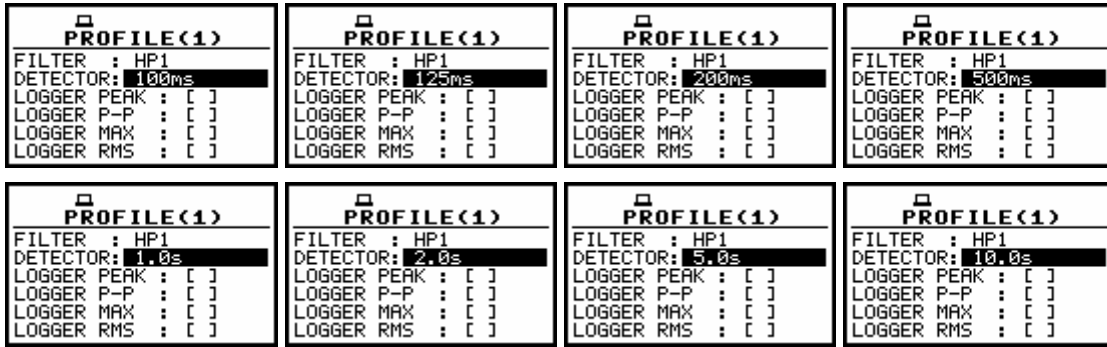 PROFILE(1)
FILTER : HP1
DETECTOR: 100ms
LOGGER PEAK : [ ]
LOGGER P-P : [ ]
LOGGER MAX : [ ]
LOGGER RMS : [ ]
PROFILE(1)
FILTER : HP1
DETECTOR: 125ms
LOGGER PEAK : [ ]
LOGGER P-P : [ ]
LOGGER MAX : [ ]
LOGGER RMS : [ ]
PROFILE(1)
FILTER : HP1
DETECTOR: 200ms
LOGGER PEAK : [ ]
LOGGER P-P : [ ]
LOGGER MAX : [ ]
LOGGER RMS : [ ]
PROFILE(1)
FILTER : HP1
DETECTOR: 500ms
LOGGER PEAK : [ ]
LOGGER P-P : [ ]
LOGGER MAX : [ ]
LOGGER RMS : [ ]
PROFILE(1)
FILTER : HP1
DETECTOR: 1.0s
LOGGER PEAK : [ ]
LOGGER P-P : [ ]
LOGGER MAX : [ ]
LOGGER RMS : [ ]
PROFILE(1)
FILTER : HP1
DETECTOR: 2.0s
LOGGER PEAK : [ ]
LOGGER P-P : [ ]
LOGGER MAX : [ ]
LOGGER RMS : [ ]
PROFILE(1)
FILTER : HP1
DETECTOR: 5.0s
LOGGER PEAK : [ ]
LOGGER P-P : [ ]
LOGGER MAX : [ ]
LOGGER RMS : [ ]
PROFILE(1)
FILTER : HP1
DETECTOR: 10.0s
LOGGER PEAK : [ ]
LOGGER P-P : [ ]
LOGGER MAX : [ ]
LOGGER RMS : [ ]